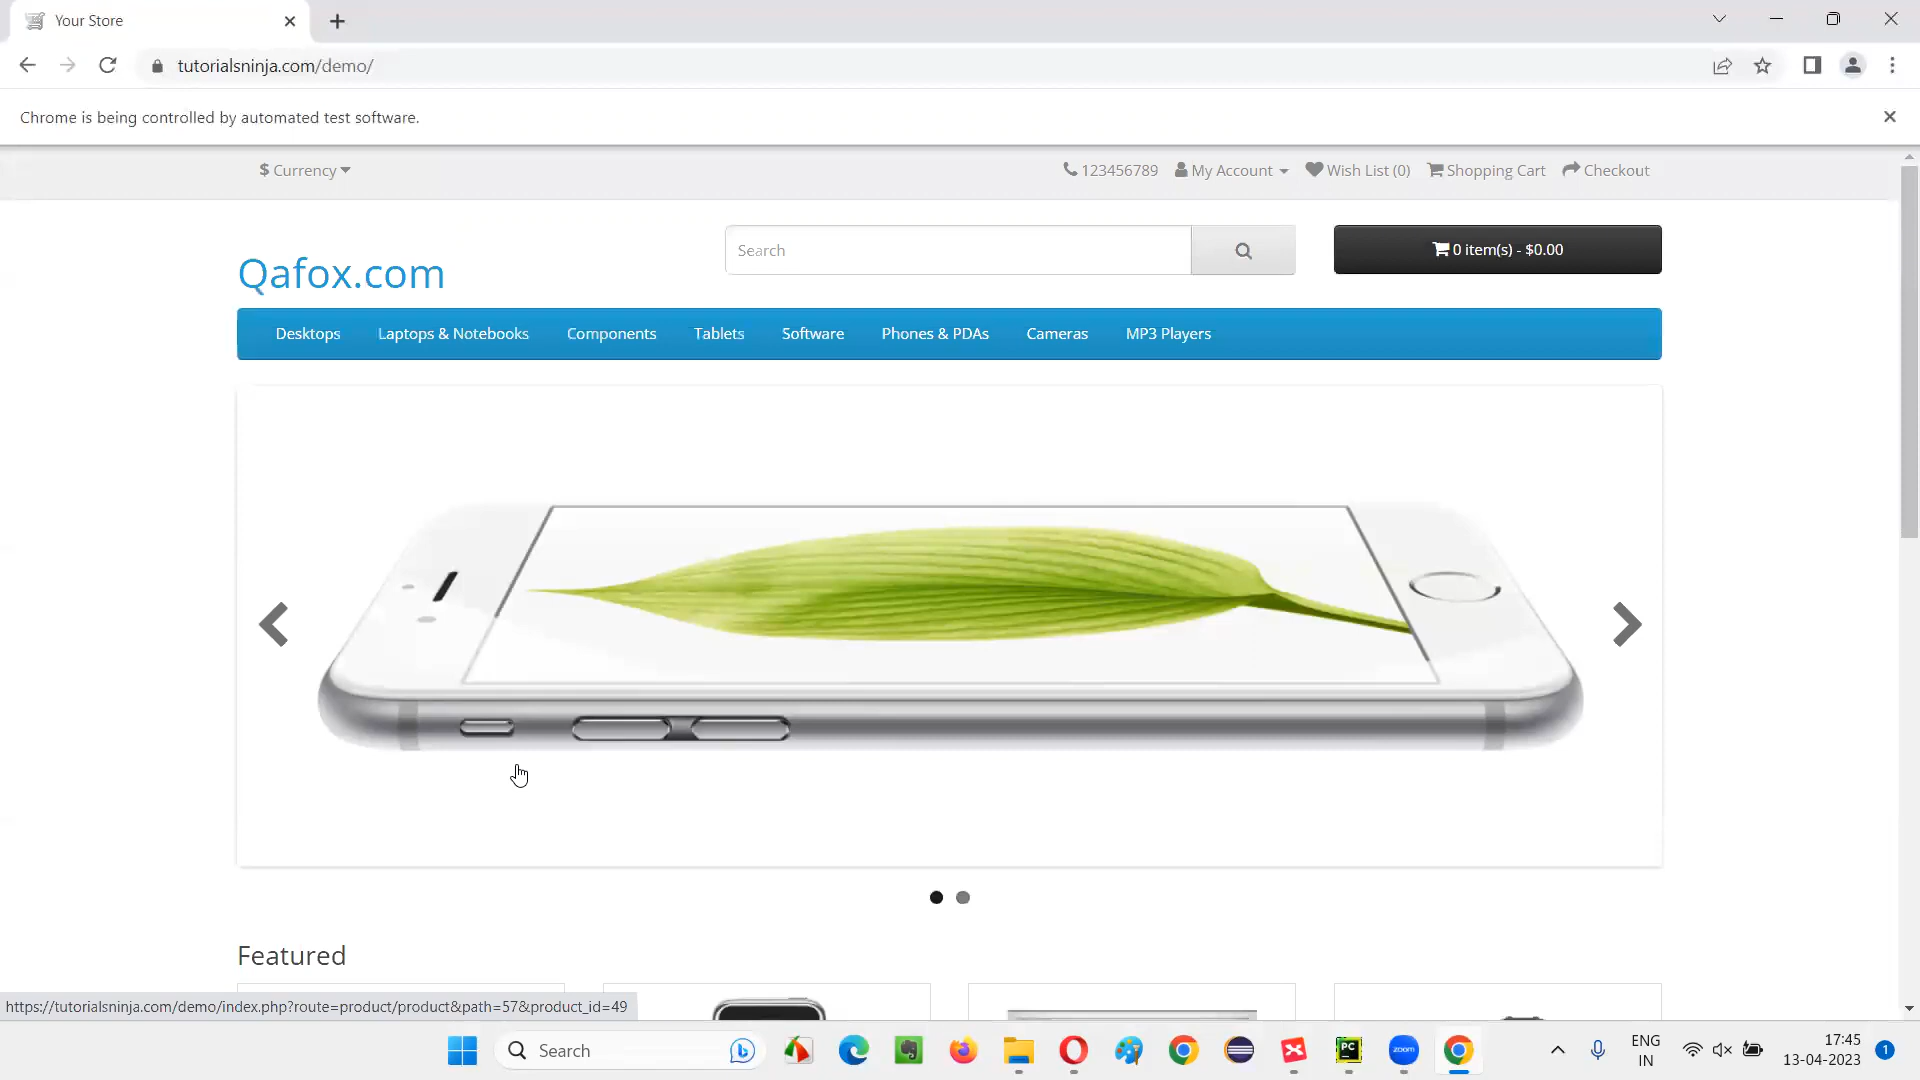 Your Store
tutorialsninja.com/demo/
Chrome is being controlled by automated test software.
$ Currency
123456789 My Account Wish List (0) Shopping Cart Checkout
Search
0 item(s) - $0.00
Qafox.com
Desktops Laptops & Notebooks Components Tablets Software Phones & PDAs Cameras MP3 Players
Featured
https://tutorialsninja.com/demo/index.php?route=product/product&path=57&product_id=49
Search
PC
zoom
ENG
IN
17:45
13-04-2023
1